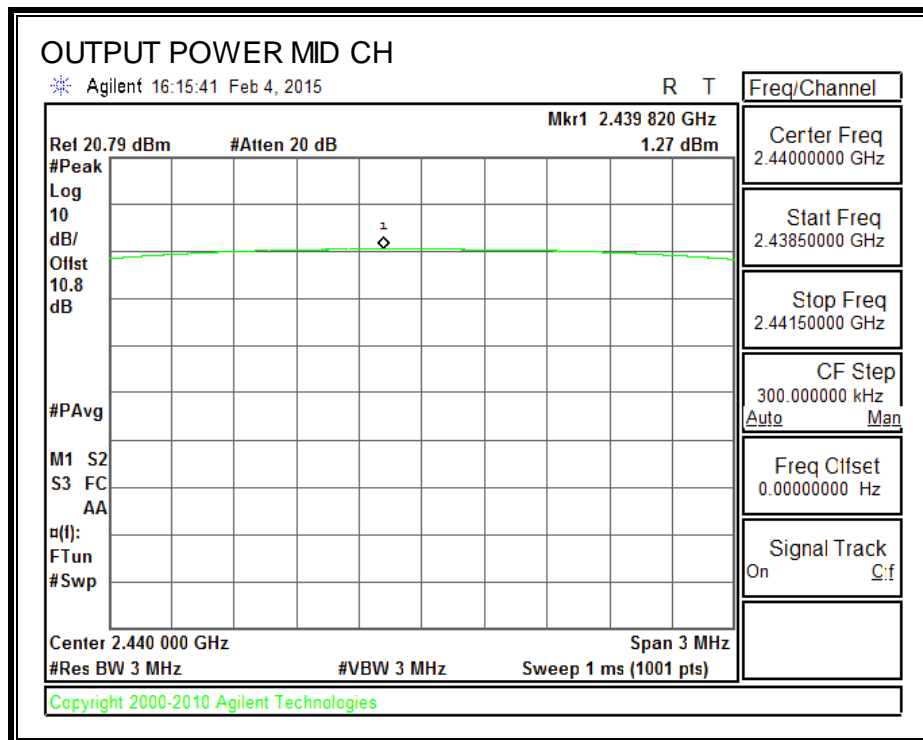 OUTPUT POWER MID CH
Agilent 16:15:41 Feb 4, 2015
R T
Freq/Channel
Mkr1 2.439 820 GHz
Ref 20.79 dBm #Atten 20 dB 1.27 dBm
#Peak
Log
10
dB/
Offst
10.8
dB
1
#PAvg
M1 S2
S3 FC
AA
¤(f):
FTun
#Swp
Center 2.440 000 GHz Span 3 MHz
#Res BW 3 MHz #VBW 3 MHz Sweep 1 ms (1001 pts)
Center Freq
2.44000000 GHz
Start Freq
2.43850000 GHz
Stop Freq
2.44150000 GHz
CF Step
300.000000 kHz
Auto Man
Freq Offset
0.00000000 Hz
Signal Track
On Off
Copyright 2000-2010 Agilent Technologies